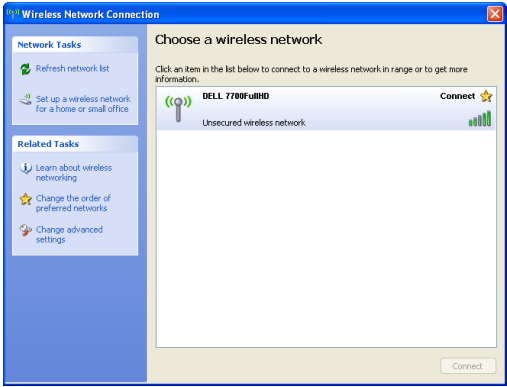 Wireless Network Connection
Network Tasks
Refresh network list
Set up a wireless network
for a home or small office
Related Tasks
Learn about wireless
networking
Change the order of
preferred networks
Change advanced
settings
Choose a wireless network
Click an item in the list below to connect to a wireless network in range or to get more
information.
DELL 7700FullHD
Connect
Unsecured wireless network
Connect